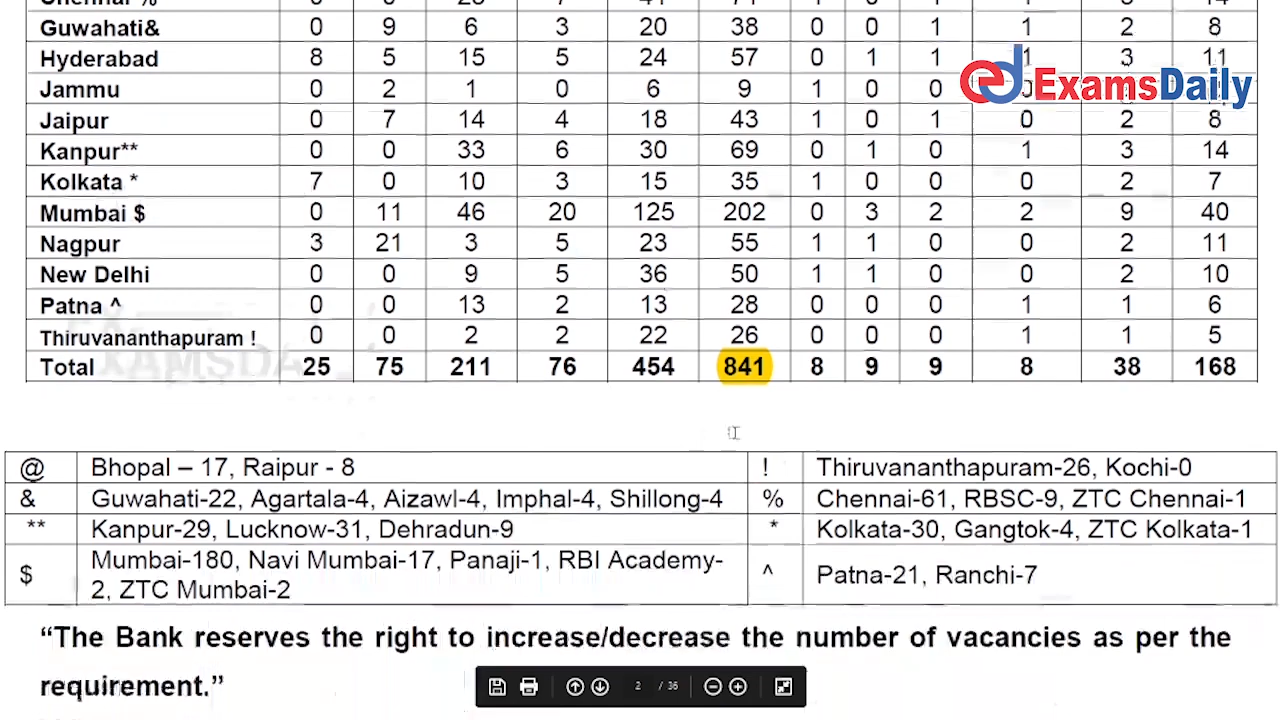 Guwahati& 0 9 6 3 20 38 0 0 1 1 2 8
Hyderabad 8 5 15 5 24 57 0 1 1 1 3 11
ExamsDaily
Jammu 0 2 1 0 6 9 1 0 0 0
Jaipur 0 7 14 4 18 43 1 0 1 0 2 8
Kanpur** 0 0 33 6 30 69 0 1 0 1 3 14
Kolkata * 7 0 10 3 15 35 1 0 0 0 2 7
Mumbai $ 0 11 46 20 125 202 0 3 2 2 9 40
Nagpur 3 21 3 5 23 55 1 1 0 0 2 11
New Delhi 0 0 9 5 36 50 1 1 0 0 2 10
Patna ^ 0 0 13 2 13 28 0 0 0 1 1 6
Thiruvananthapuram ! 0 0 2 2 22 26 0 0 0 1 1 5
Total 25 75 211 76 454 841 8 9 9 8 38 168
@ Bhopal – 17, Raipur - 8 ! Thiruvananthapuram-26, Kochi-0
& Guwahati-22, Agartala-4, Aizawl-4, Imphal-4, Shillong-4 % Chennai-61, RBSC-9, ZTC Chennai-1
** Kanpur-29, Lucknow-31, Dehradun-9 * Kolkata-30, Gangtok-4, ZTC Kolkata-1
$ Mumbai-180, Navi Mumbai-17, Panaji-1, RBI Academy-
2, ZTC Mumbai-2 ^ Patna-21, Ranchi-7
“The Bank reserves the right to increase/decrease the number of vacancies as per the
requirement.”
2 / 36